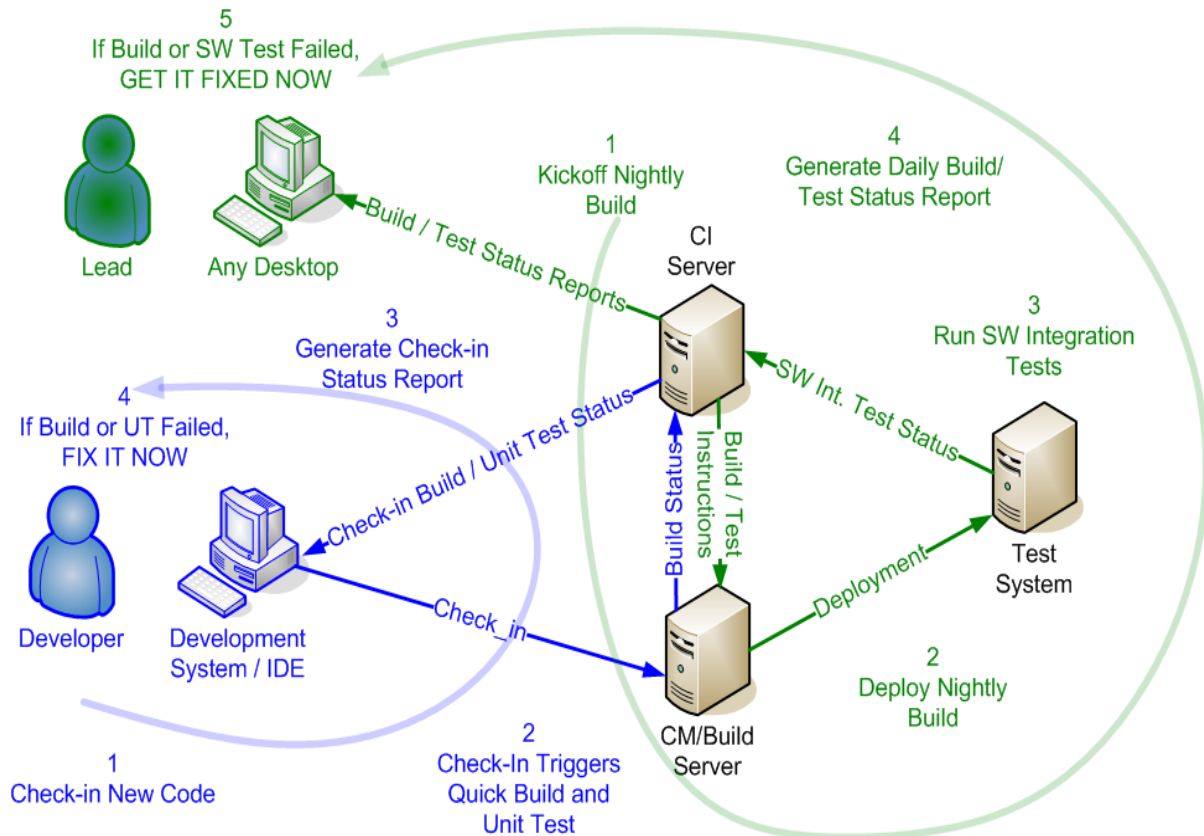 5
If Build or SW Test Failed,
GET IT FIXED NOW
Lead
Any Desktop
Build / Test Status Reports
1
Kickoff Nightly
Build
4
Generate Daily Build/
Test Status Report
CI
Server
3
Run SW Integration
Tests
SW Int. Test Status
3
Generate Check-in
Status Report
4
If Build or UT Failed,
FIX IT NOW
Check-in Build / Unit Test Status
Build Status
Build / Test
Instructions
Developer
Development
System / IDE
Check_in
Deployment
Test
System
2
Deploy Nightly
Build
CM/Build
Server
1
Check-in New Code
2
Check-In Triggers
Quick Build and
Unit Test